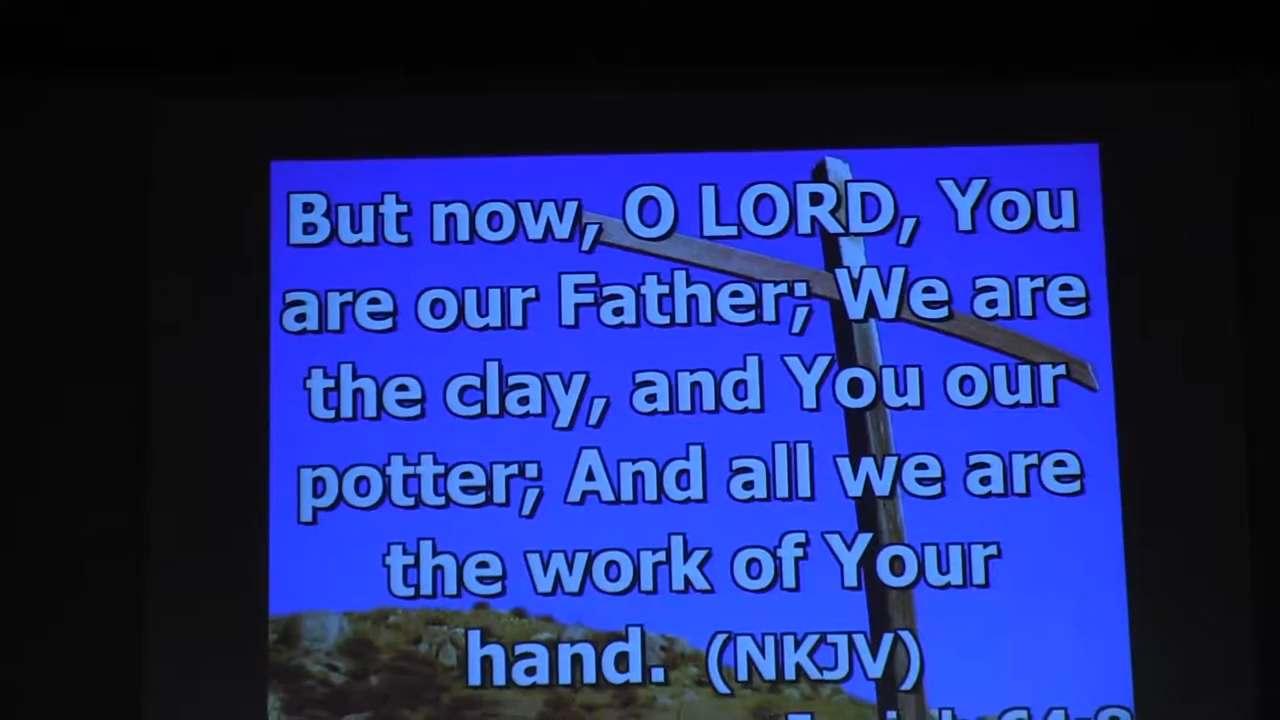 But now, O LORD, You
are our Father; We are
the clay, and You our
potter; And all we are
the work of Your
hand. (NKJV)